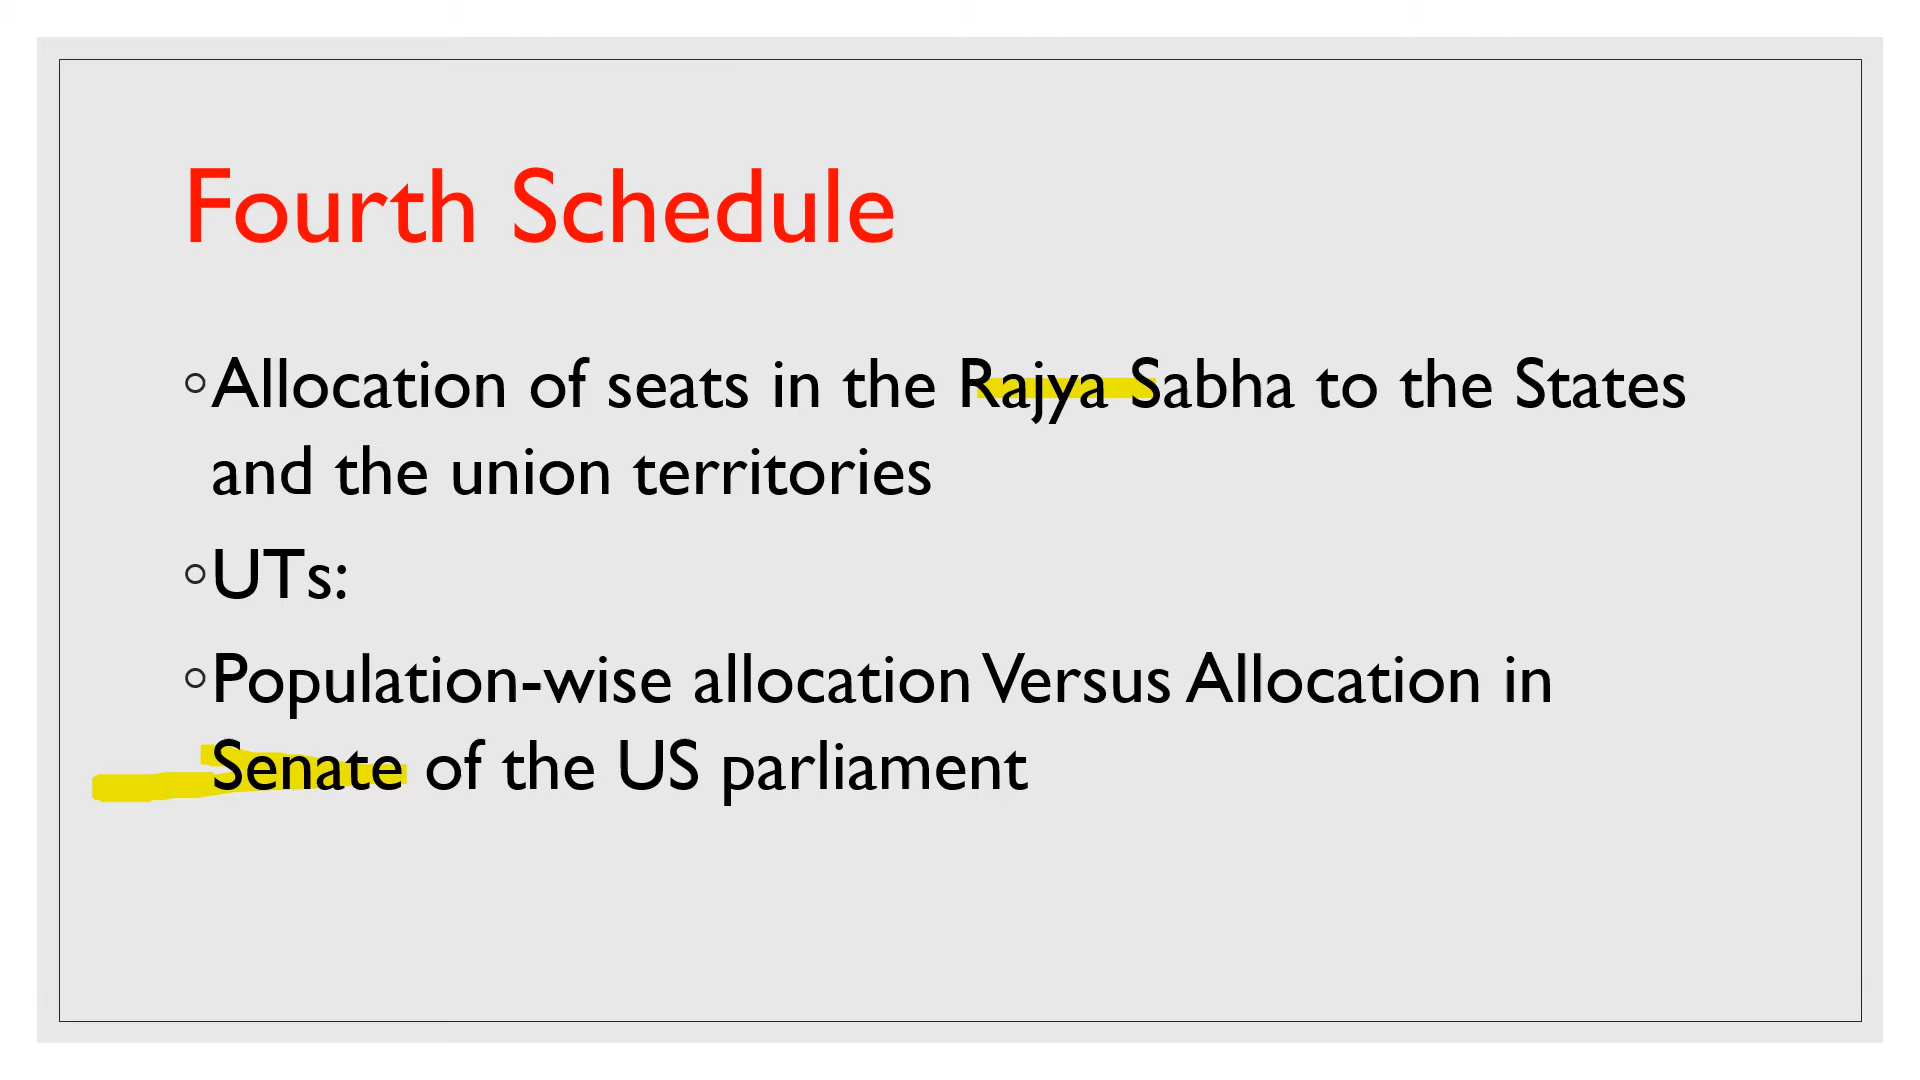 Fourth Schedule
◦Allocation of seats in the Rajya Sabha to the States
and the union territories
◦UTs:
◦Population-wise allocation Versus Allocation in
Senate of the US parliament